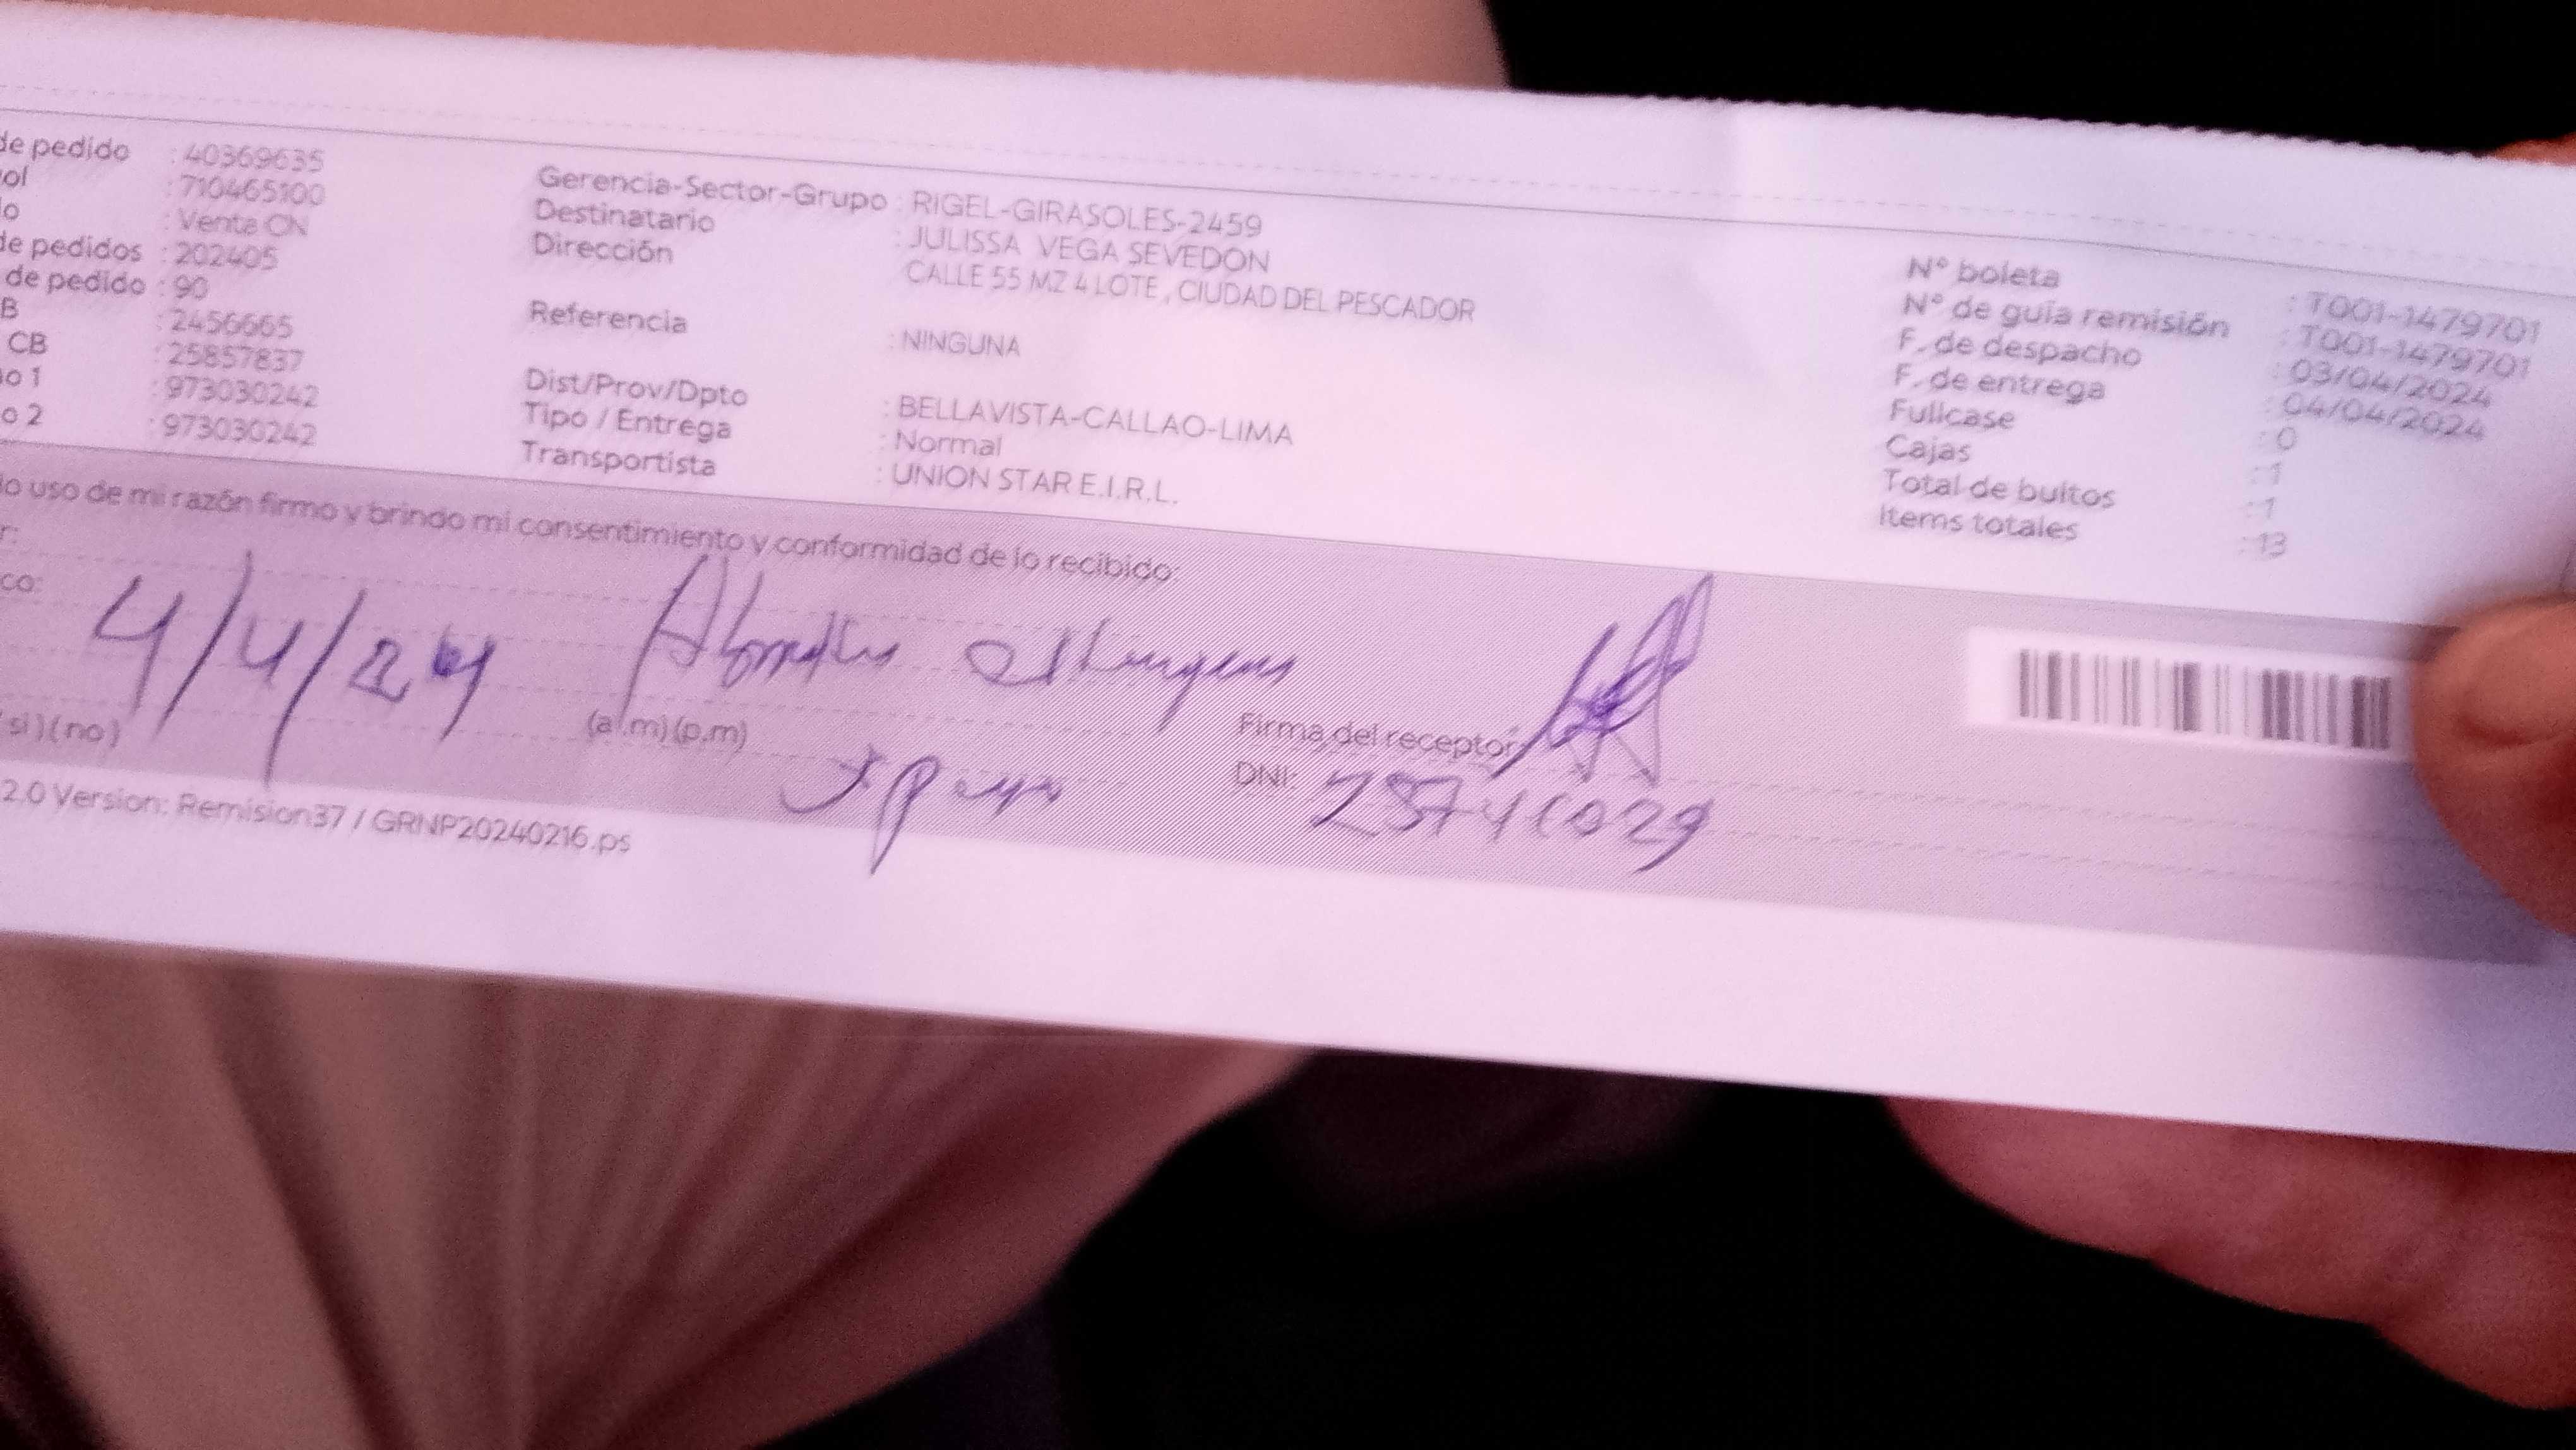 de pedido : 40369635
ol : 710465100
lo : Venta CN
de pedidos : 202405
de pedido : 90
B : 2456665
CB : 25857837
no 1 : 973030242
o 2 : 973030242
Gerencia-Sector-Grupo : RIGEL-GIRASOLES-2459
Destinatario : JULISSA VEGA SEVEDON
Dirección : CALLE 55 MZ 4 LOTE , CIUDAD DEL PESCADOR
Referencia : NINGUNA
Dist/Prov/Dpto : BELLAVISTA-CALLAO-LIMA
Tipo / Entrega : Normal
Transportista : UNION STAR E.I.R.L.
N° boleta : T001-1479701
N° de guia remisión : T001-1479701
F. de despacho : 03/04/2024
F. de entrega : 04/04/2024
Fullcase : 0
Cajas : 1
Total de bultos : 1
Items totales : 13
lo uso de mi razón firmo y brindo mi consentimiento y conformidad de lo recibido:
r:
co:
4/4/24
si)(no) (a.m)(p.m)
Firma del receptor:
DNI:
2.0 Version: Remision37 / GRNP20240216.ps